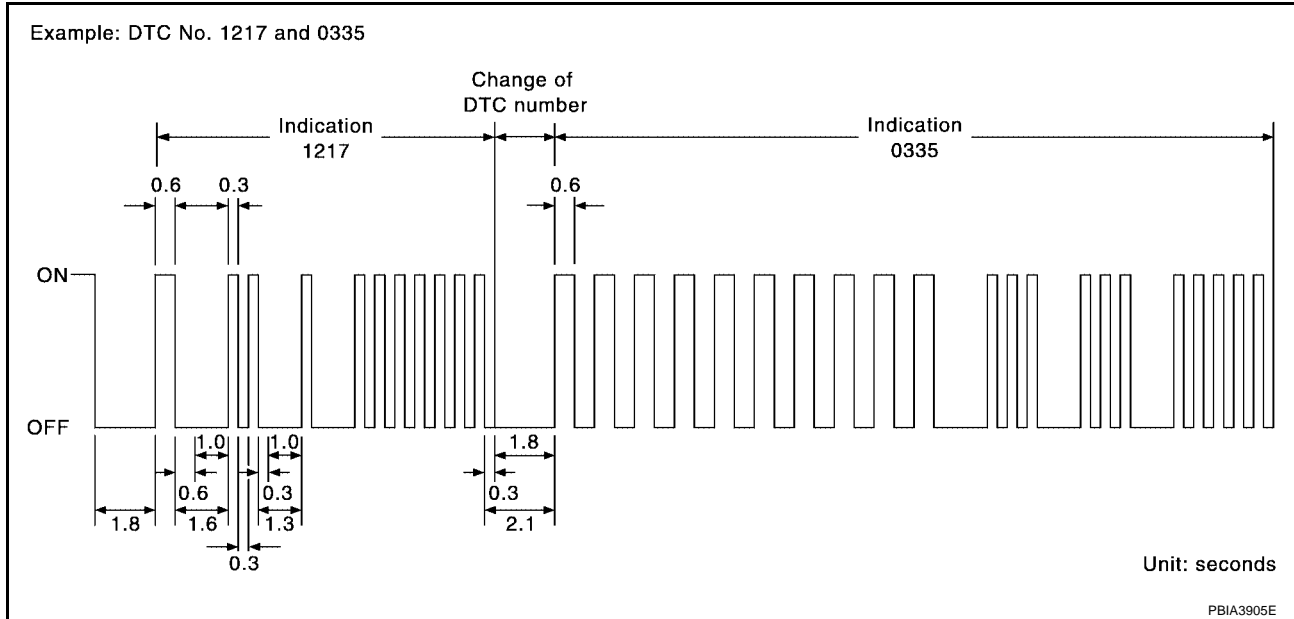 Example: DTC No. 1217 and 0335
Change of
DTC number
Indication
1217
Indication
0335
0.6
0.3
0.6
ON
OFF
1.0
1.0
1.8
0.6
0.3
0.3
1.8
1.6
1.3
2.1
0.3
Unit: seconds
PBIA3905E